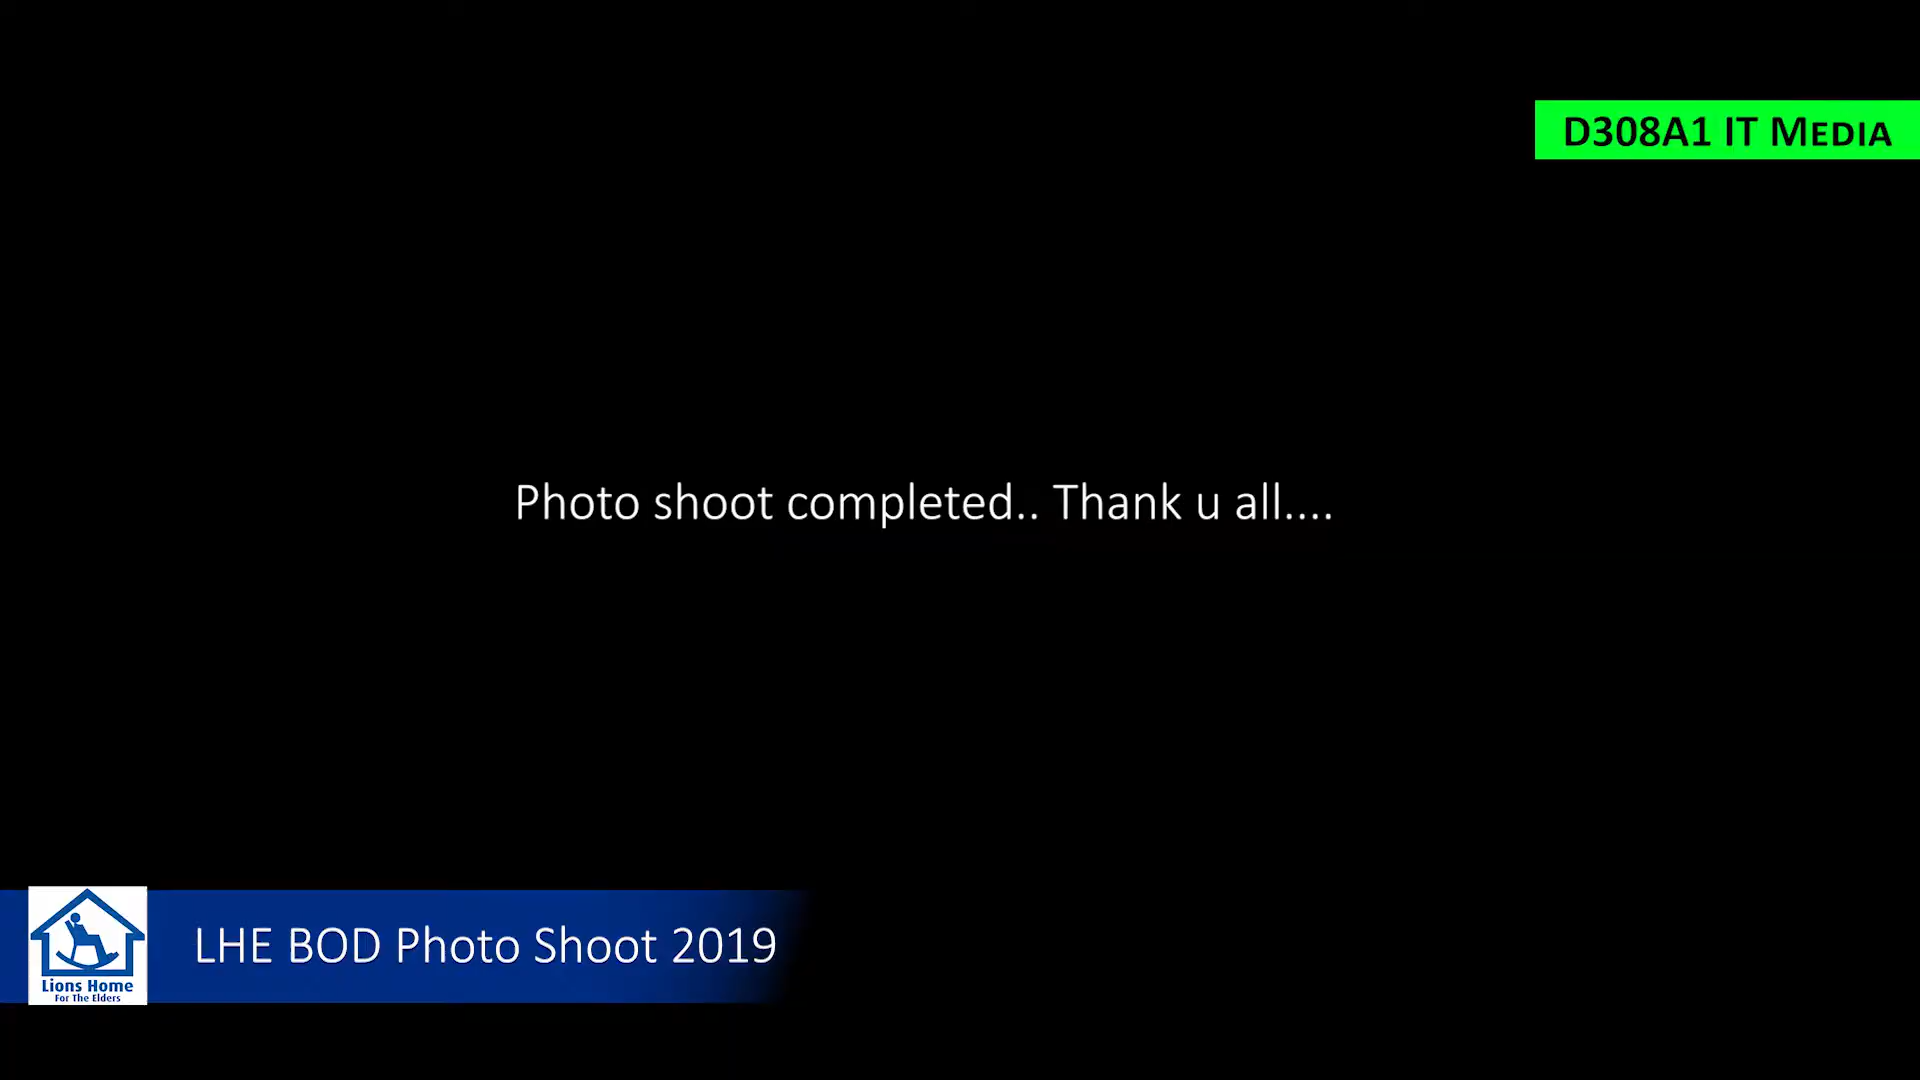 D308A1 IT MEDIA
Photo shoot completed.. Thank u all....
LHE BOD Photo Shoot 2019
Lions Home
For The Elders